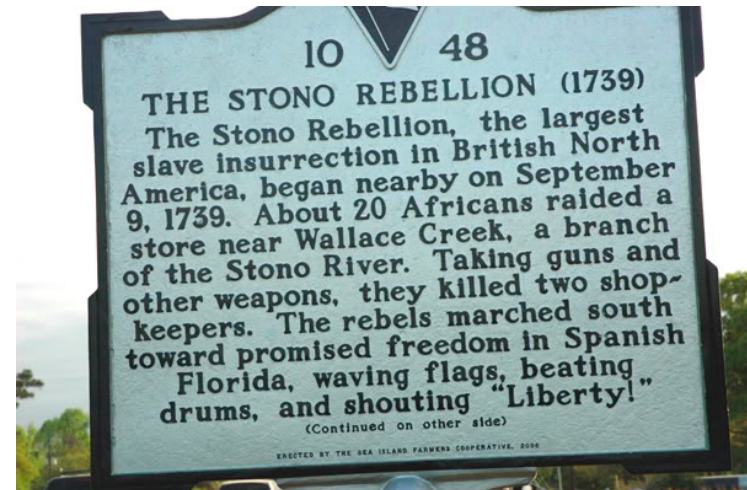 10 48
THE STONO REBELLION (1739)
The Stono Rebellion, the largest
slave insurrection in British North
America, began nearby on September
9, 1739. About 20 Africans raided a
store near Wallace Creek, a branch
of the Stono River. Taking guns and
other weapons, they killed two shop-
keepers. The rebels marched south
toward promised freedom in Spanish
Florida, waving flags, beating
drums, and shouting "Liberty!"
(Continued on other side)
ERECTED BY THE SEA ISLAND FARMERS COOPERATIVE, 2006